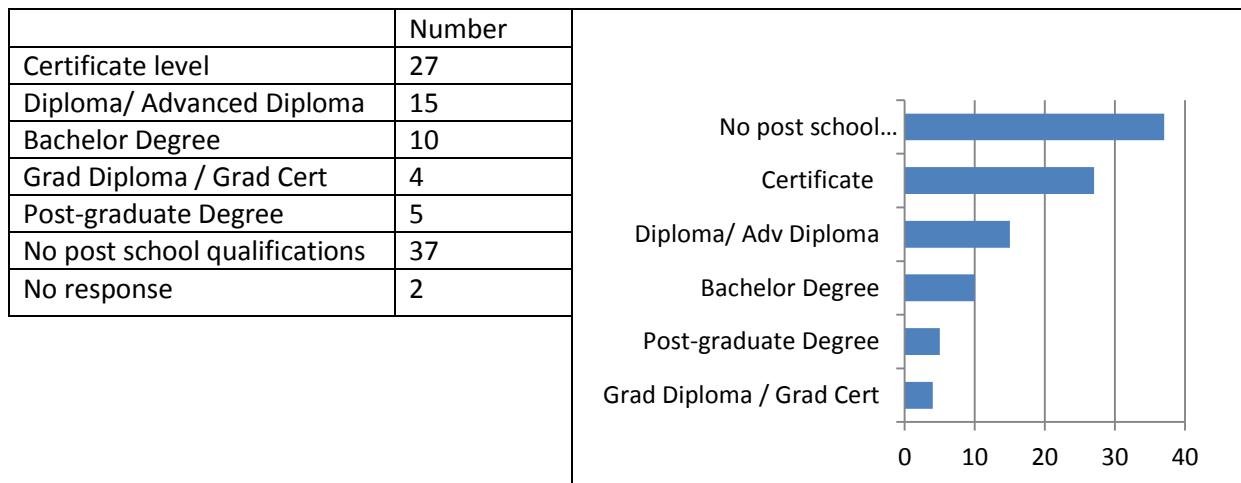 Number
Certificate level 27
Diploma/ Advanced Diploma 15
Bachelor Degree 10
Grad Diploma / Grad Cert 4
Post-graduate Degree 5
No post school qualifications 37
No response 2
No post school...
Certificate
Diploma/ Adv Diploma
Bachelor Degree
Post-graduate Degree
Grad Diploma / Grad Cert
0 10 20 30 40